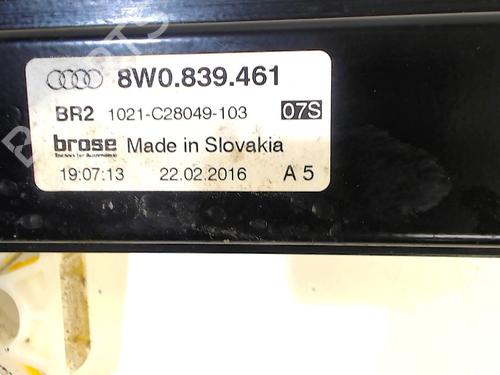 8W0.839.461
BR2 1021-C28049-103 07S
brose Made in Slovakia
19:07:13 22.02.2016 A 5